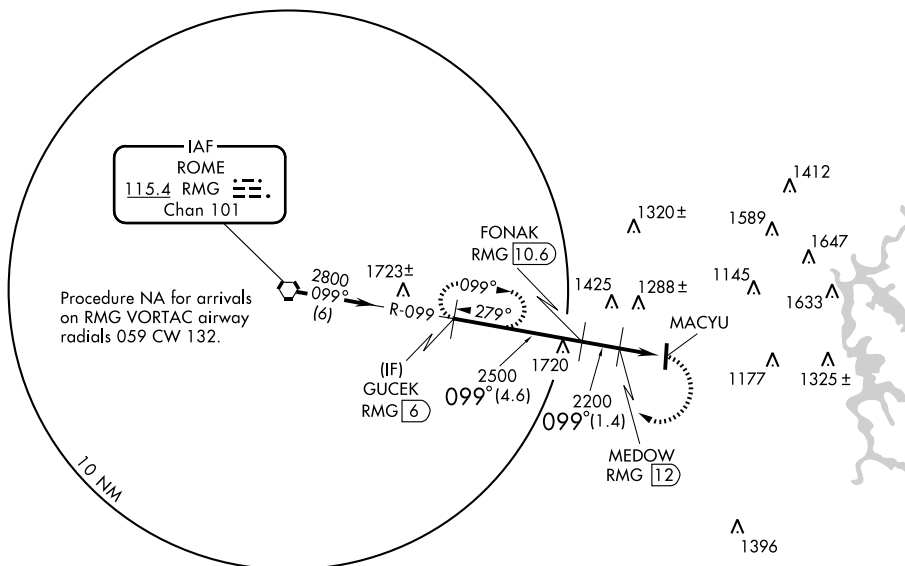 IAF
ROME
115.4 RMG
Chan 101
1412
1320 ±
1589
FONAK
RMG 10.6
1647
2800
099°
(6)
1723±
099°
1425
1288 ±
1145
1633
Procedure NA for arrivals
on RMG VORTAC airway
radials 059 CW 132.
R-099
279°
MACYU
(IF)
GUCEK
RMG 6
2500
099° (4.6)
1720
2200
099° (1.4)
1177
1325 ±
MEDOW
RMG 12
10 NM
1396